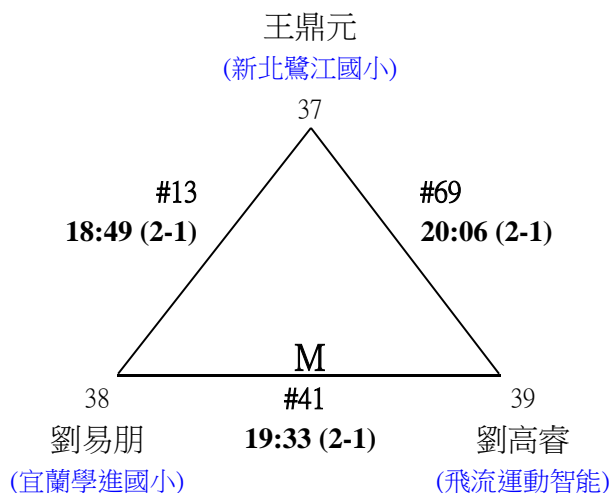 王鼎元
(新北鷺江國小)
37
#13
18:49 (2-1)
#69
20:06 (2-1)
M
38
#41
39
劉易朋
19:33 (2-1)
劉高睿
(宜蘭學進國小)
(飛流運動智能)